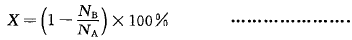 X = (1 − N_B / N_A) × 100% ........................